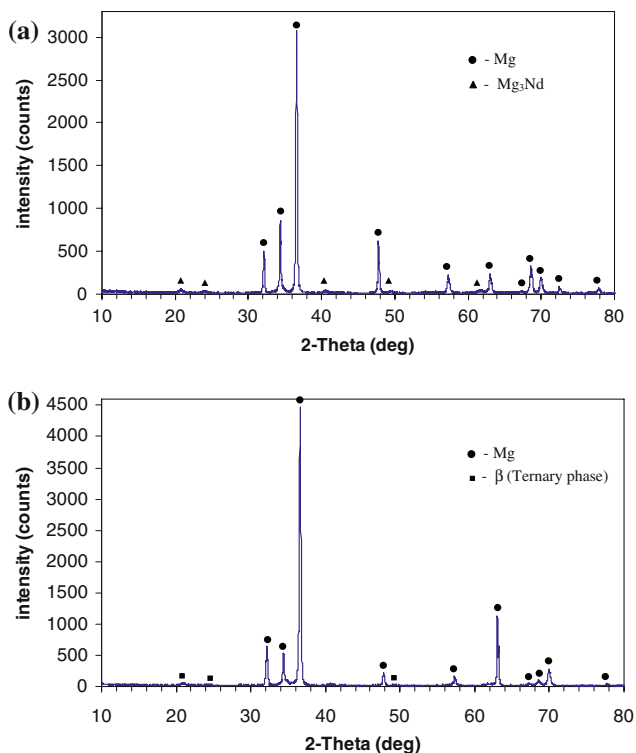 (a)
3000
2500
2000
1500
1000
500
0
intensity (counts)
● - Mg
▲ - Mg₃Nd
10 20 30 40 50 60 70 80
2-Theta (deg)
(b)
4500
4000
3500
3000
2500
2000
1500
1000
500
0
intensity (counts)
● - Mg
■ - β (Ternary phase)
10 20 30 40 50 60 70 80
2-Theta (deg)